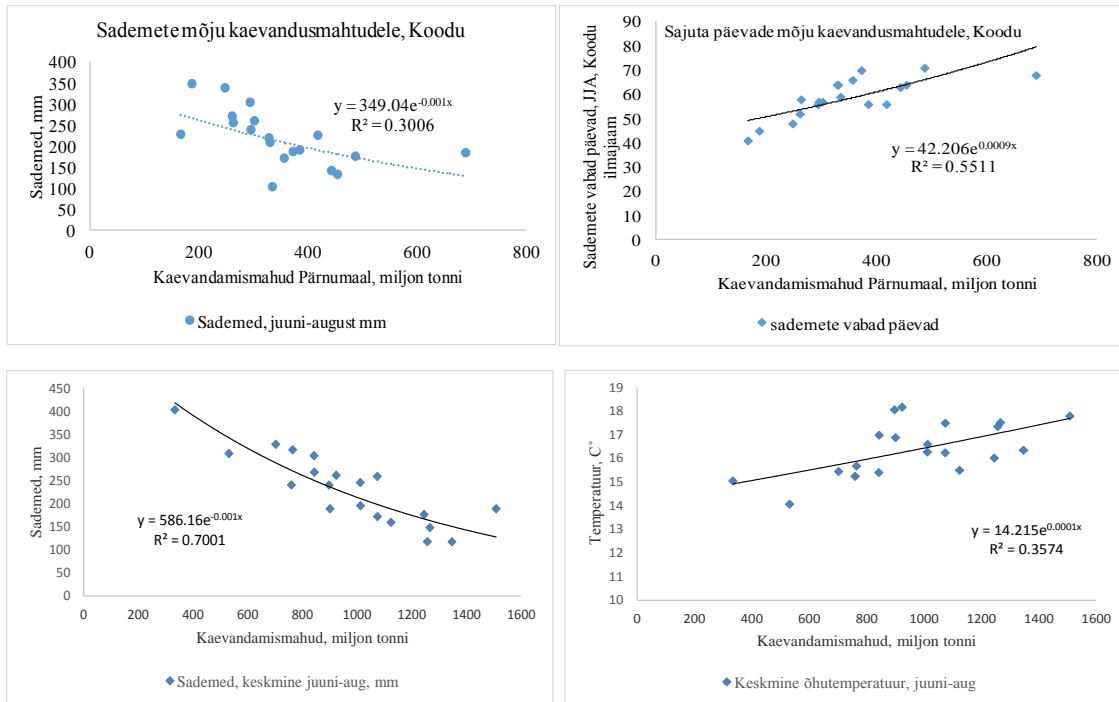 Sademete mõju kaevandusmahtudele, Koodu
400
350
300
250
200
150
100
50
0
Sademed, mm
y = 349.04e-0.001x
R² = 0.3006
0 200 400 600 800
Kaevandamismahud Pärnumaal, miljon tonni
Sademed, juuni-august mm
Sajuta päevade mõju kaevandusmahtudele, Koodu
90
80
70
60
50
40
30
20
10
0
Sademete vabad päevad, JJA, Koodu
ilmajaam
y = 42.206e0.0009x
R² = 0.5511
0 200 400 600 800
Kaevandamismahud Pärnumaal, miljon tonni
sademete vabad päevad
450
400
350
300
250
200
150
100
50
0
Sademed, mm
y = 586.16e-0.001x
R² = 0.7001
0 200 400 600 800 1000 1200 1400 1600
Kaevandamismahud, miljon tonni
Sademed, keskmine juuni-aug, mm
19
18
17
16
15
14
13
12
11
10
Temperatuur, C°
y = 14.215e0.0001x
R² = 0.3574
0 200 400 600 800 1000 1200 1400 1600
Kaevandamismahud, miljon tonni
Keskmine õhutemperatuur, juuni-aug